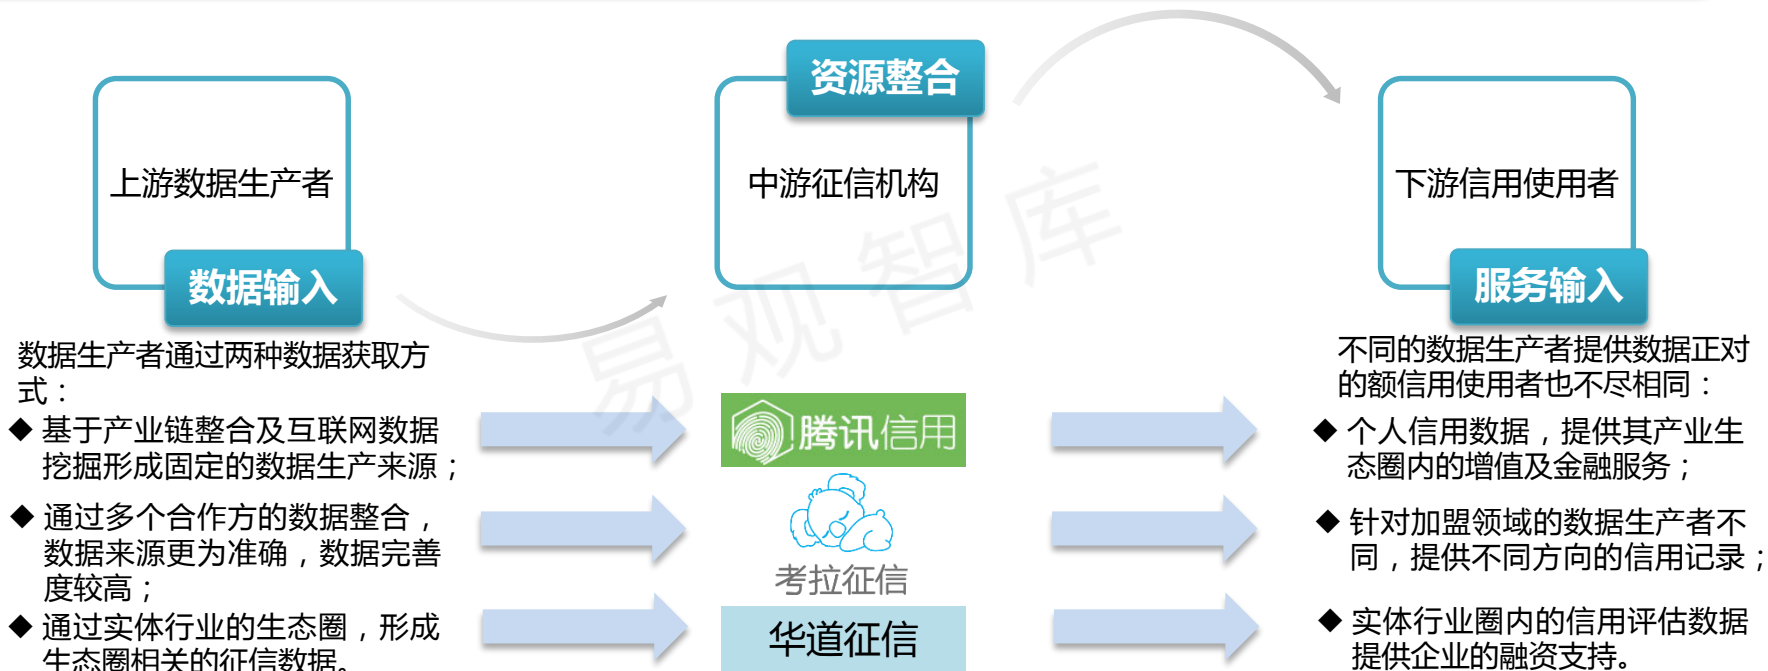 资源整合
上游数据生产者
中游征信机构
下游信用使用者
数据输入
服务输入
数据生产者通过两种数据获取方
式：
◆ 基于产业链整合及互联网数据
挖掘形成固定的数据生产来源；
◆ 通过多个合作方的数据整合，
数据来源更为准确，数据完善
度较高；
◆ 通过实体行业的生态圈，形成
生态圈相关的征信数据。
腾讯信用
考拉征信
华道征信
不同的数据生产者提供数据正对
的额信用使用者也不尽相同：
◆ 个人信用数据，提供其产业生
态圈内的增值及金融服务；
◆ 针对加盟领域的数据生产者不
同，提供不同方向的信用记录；
◆ 实体行业圈内的信用评估数据
提供企业的融资支持。
易观智库